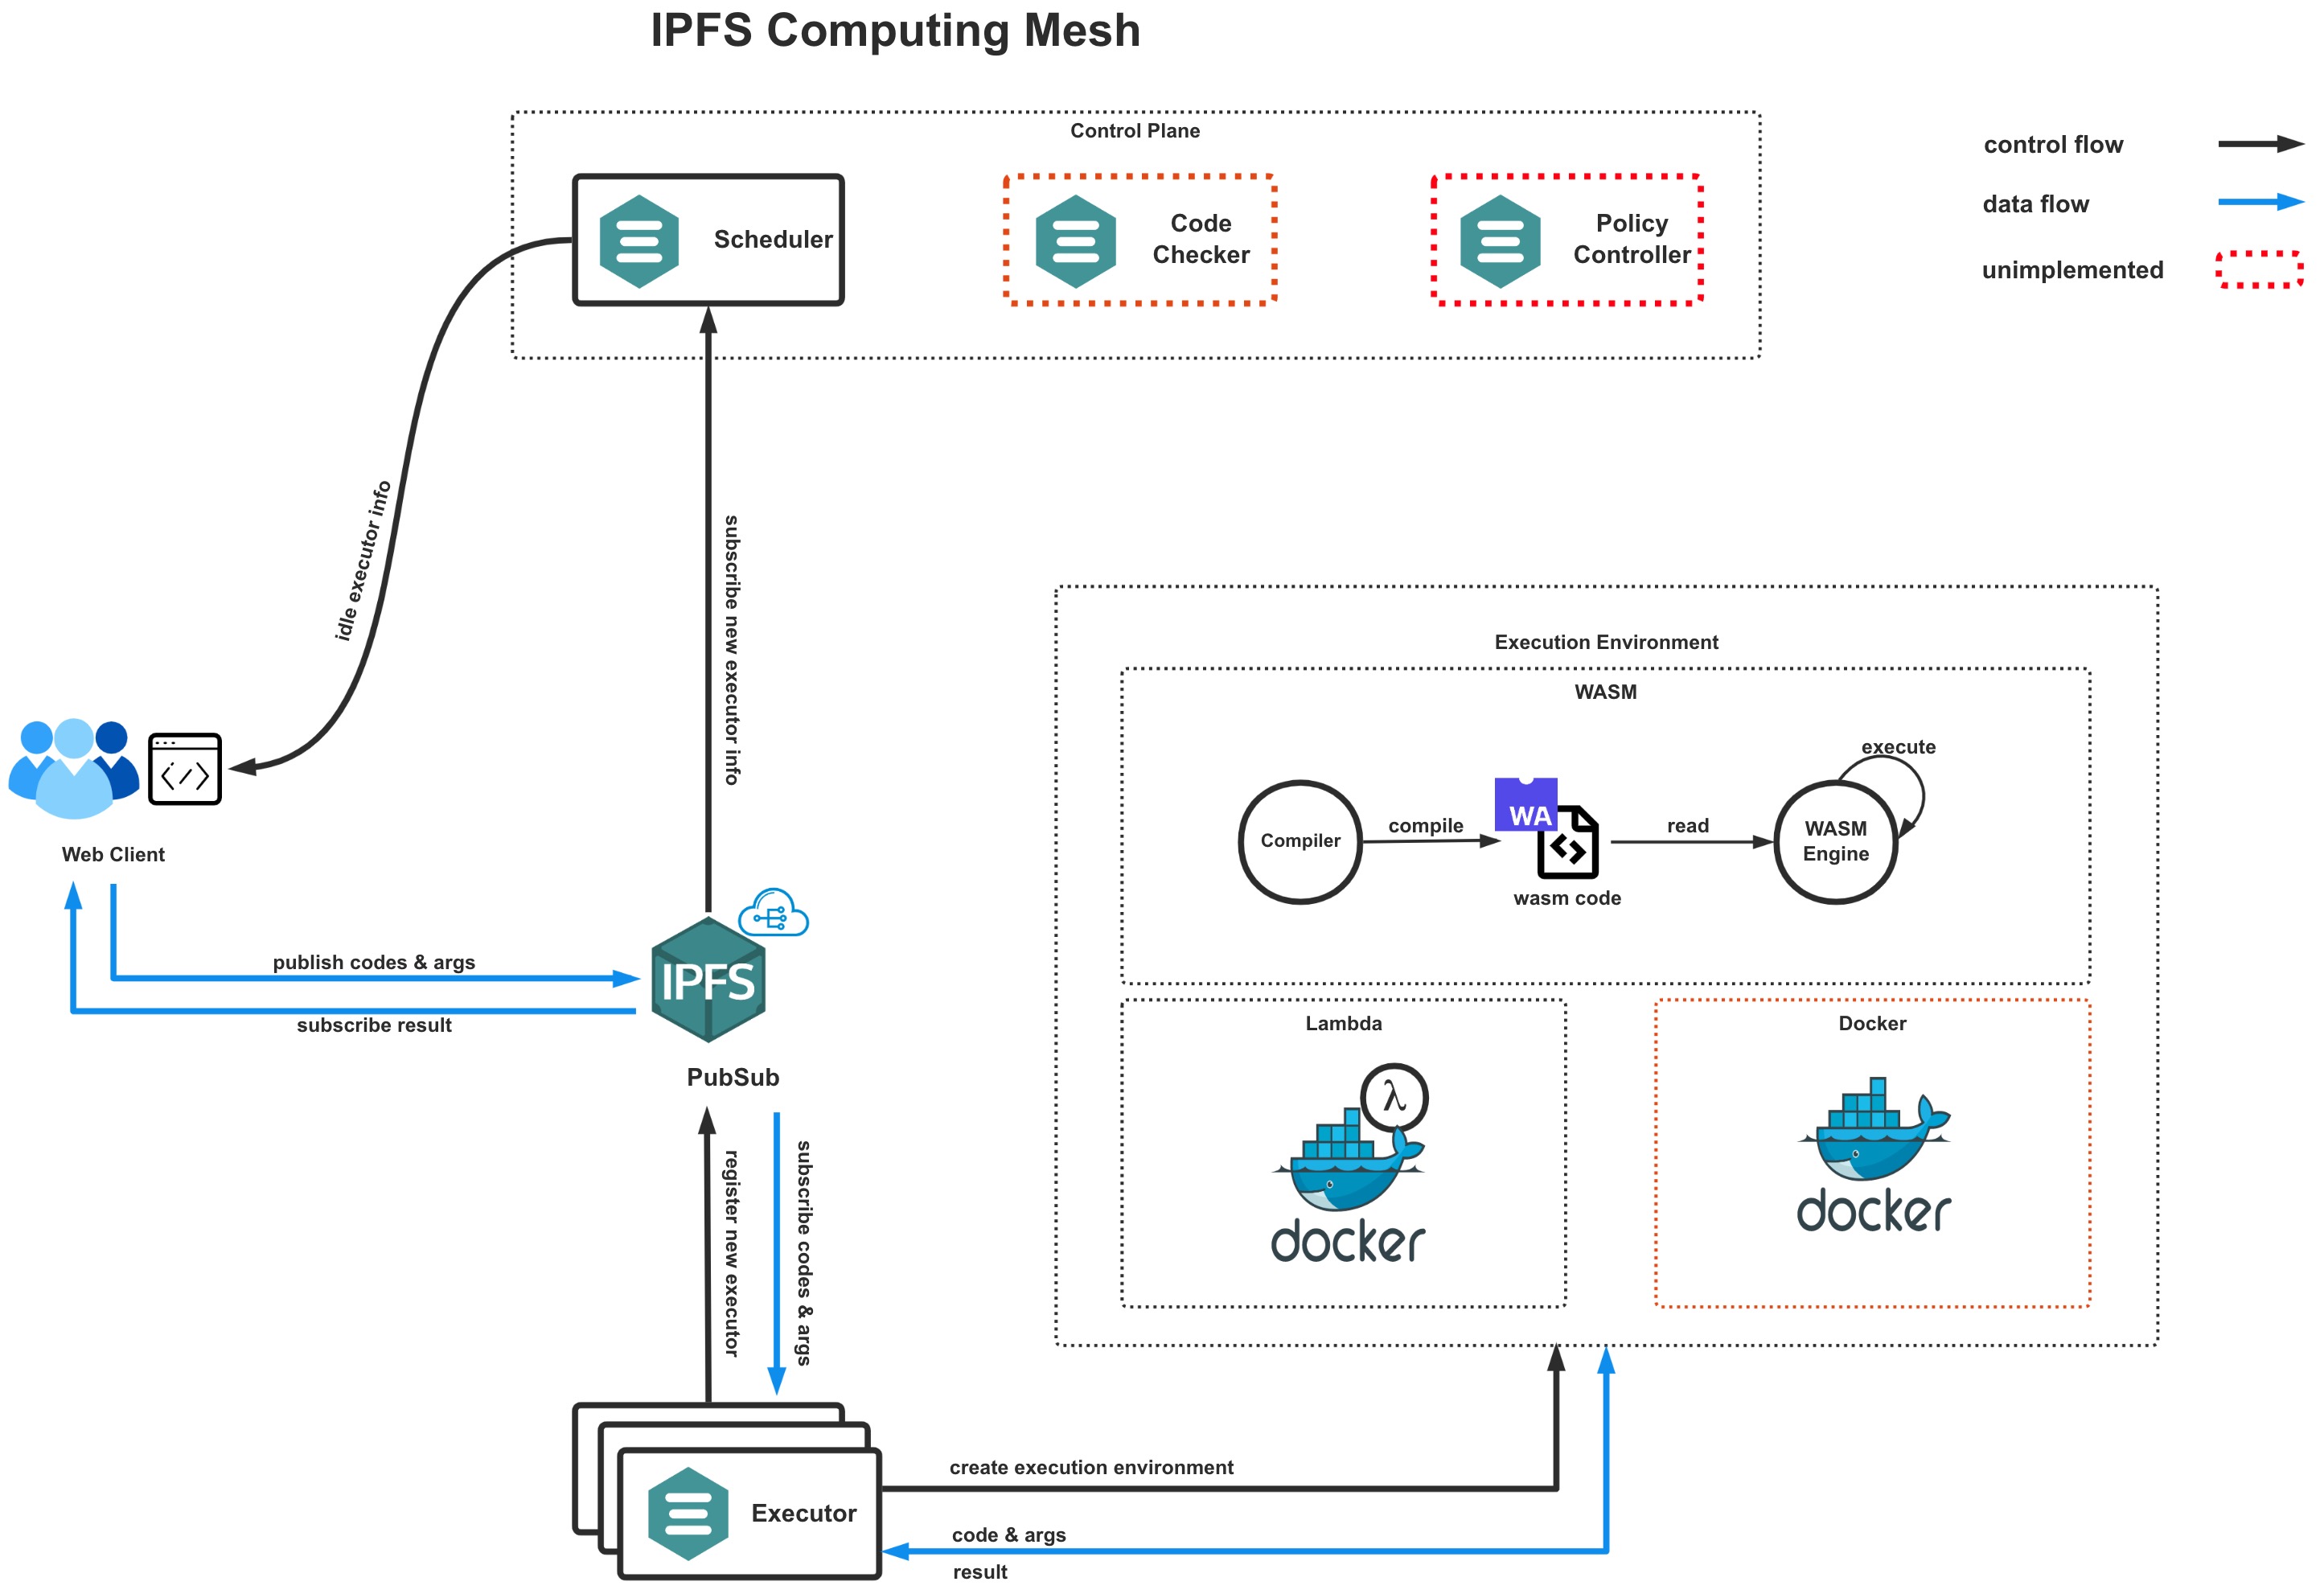 IPFS Computing Mesh
Control Plane
Scheduler
Code
Checker
Policy
Controller
control flow
data flow
unimplemented
idle executor info
subscribe new executor info
Execution Environment
WASM
execute
Compiler
compile
WA
wasm code
read
WASM
Engine
Web Client
publish codes & args
subscribe result
IPFS
PubSub
Lambda
λ
docker
Docker
docker
register new executor
subscribe codes & args
Executor
create execution environment
code & args
result